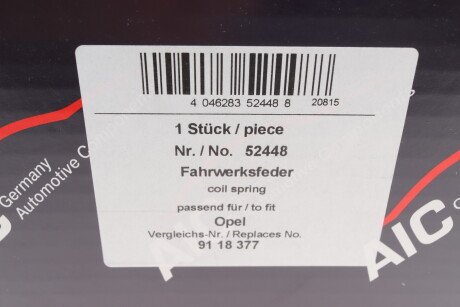 4 046283 52448 8 20815
1 Stück / piece
Nr. / No. 52448
Fahrwerksfeder
coil spring
passend für / to fit
Opel
Vergleichs-Nr. / Replaces No.
91 18 377
AIC Germany
Automotive
AIC